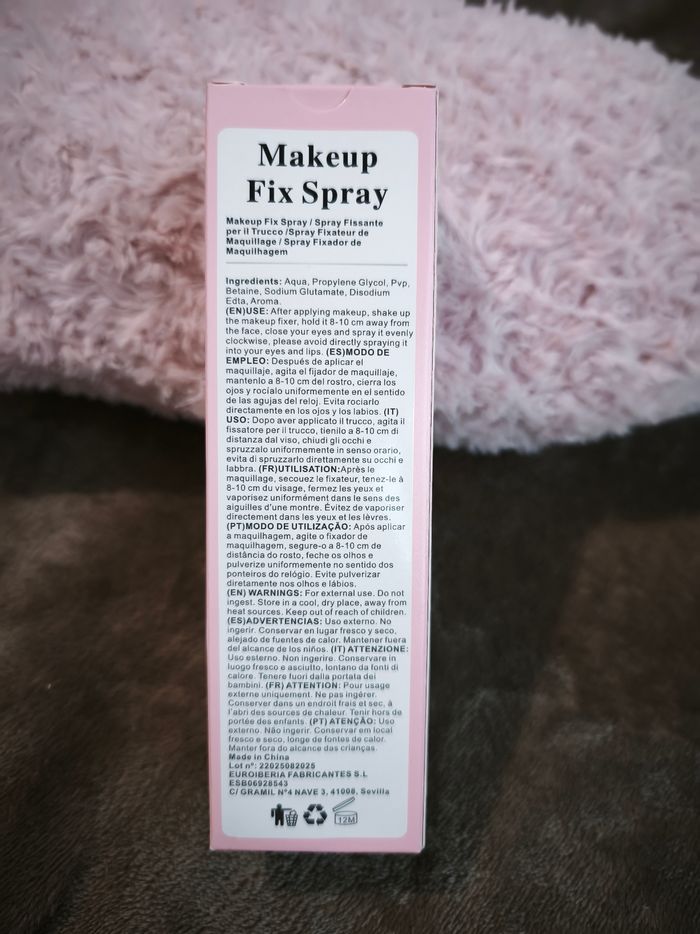 Makeup
Fix Spray
Makeup Fix Spray / Spray Fissante
per il Trucco /Spray Fixateur de
Maquillage / Spray Fixador de
Maquilhagem
Ingredients: Aqua, Propylene Glycol, Pvp,
Betaine, Sodium Glutamate, Disodium
Edta, Aroma.
(EN)USE: After applying makeup, shake up
the makeup fixer, hold it 8-10 cm away from
the face, close your eyes and spray it evenly
clockwise, please avoid directly spraying it
into your eyes and lips. (ES)MODO DE
EMPLEO: Después de aplicar el
maquillaje, agita el fijador de maquillaje,
mantenlo a 8-10 cm del rostro, cierra los
ojos y rocíalo uniformemente en el sentido
de las agujas del reloj. Evita rociarlo
directamente en los ojos y los labios. (IT)
USO: Dopo aver applicato il trucco, agita il
fissatore per il trucco, tienilo a 8-10 cm di
distanza dal viso, chiudi gli occhi e
spruzzalo uniformemente in senso orario,
evita di spruzzarlo direttamente su occhi e
labbra. (FR)UTILISATION:Après le
maquillage, secouez le fixateur, tenez-le à
8-10 cm du visage, fermez les yeux et
vaporisez uniformément dans le sens des
aiguilles d'une montre. Évitez de vaporiser
directement dans les yeux et les lèvres.
(PT)MODO DE UTILIZAÇÃO: Após aplicar
a maquilhagem, agite o fixador de
maquilhagem, segure-o a 8-10 cm de
distância do rosto, feche os olhos e
pulverize uniformemente no sentido dos
ponteiros do relógio. Evite pulverizar
diretamente nos olhos e lábios.
(EN) WARNINGS: For external use. Do not
ingest. Store in a cool, dry place, away from
heat sources. Keep out of reach of children.
(ES)ADVERTENCIAS: Uso externo. No
ingerir. Conservar en lugar fresco y seco,
alejado de fuentes de calor. Mantener fuera
del alcance de los niños. (IT) ATTENZIONE:
Uso esterno. Non ingerire. Conservare in
luogo fresco e asciutto, lontano da fonti di
calore. Tenere fuori dalla portata dei
bambini. (FR) ATTENTION: Pour usage
externe uniquement. Ne pas ingérer.
Conserver dans un endroit frais et sec, à
l'abri des sources de chaleur. Tenir hors de
portée des enfants. (PT) ATENÇÃO: Uso
externo. Não ingerir. Conservar em local
fresco e seco, longe de fontes de calor.
Manter fora do alcance das crianças.
Made in China
Lot nº: 22025082025
EUROIBERIA FABRICANTES S.L
ESB06928543
C/ GRAMIL Nº4 NAVE 3, 41008, Sevilla
12M